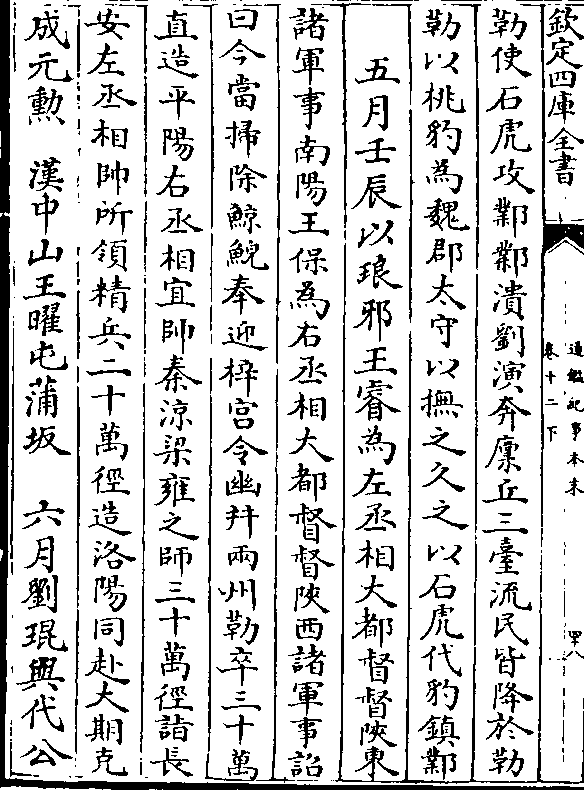 欽定四庫全書
通鑑紀事本末
卷十二下
四八
勒使石虎攻鄴鄴潰劉演奔廩丘三臺流民皆降於勒
勒以桃豹為魏郡太守以撫之久之以石虎代豹鎮鄴
五月壬辰以琅邪王睿為左丞相大都督督陝東
諸軍事南陽王保為右丞相大都督督陝西諸軍事詔
曰今當掃除鯨鯢奉迎梓宮令幽并兩州勒卒三十萬
直造平陽右丞相宜帥秦涼梁雍之師三十萬徑詣長
安左丞相帥所領精兵二十萬徑造洛陽同赴大期克
成元勳 漢中山王曜屯蒲坂 六月劉琨與代公